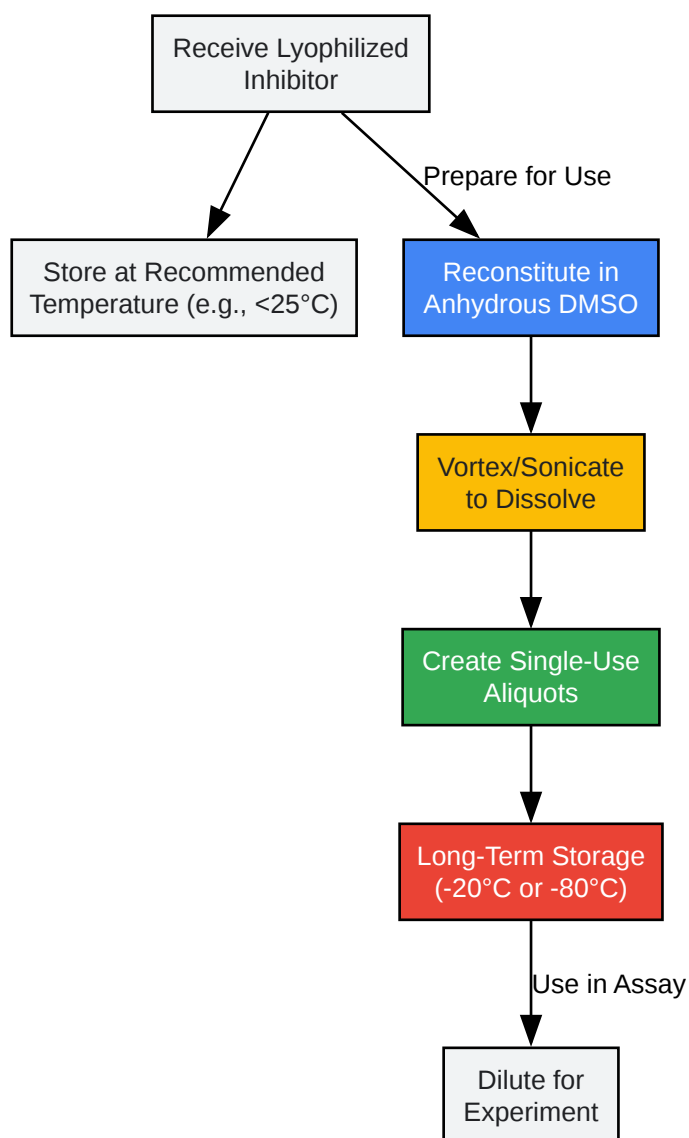 Receive Lyophilized
Inhibitor
Prepare for Use
Store at Recommended
Temperature (e.g., <25°C)
Reconstitute in
Anhydrous DMSO
Vortex/Sonicate
to Dissolve
Create Single-Use
Aliquots
Long-Term Storage
(-20°C or -80°C)
Use in Assay
Dilute for
Experiment